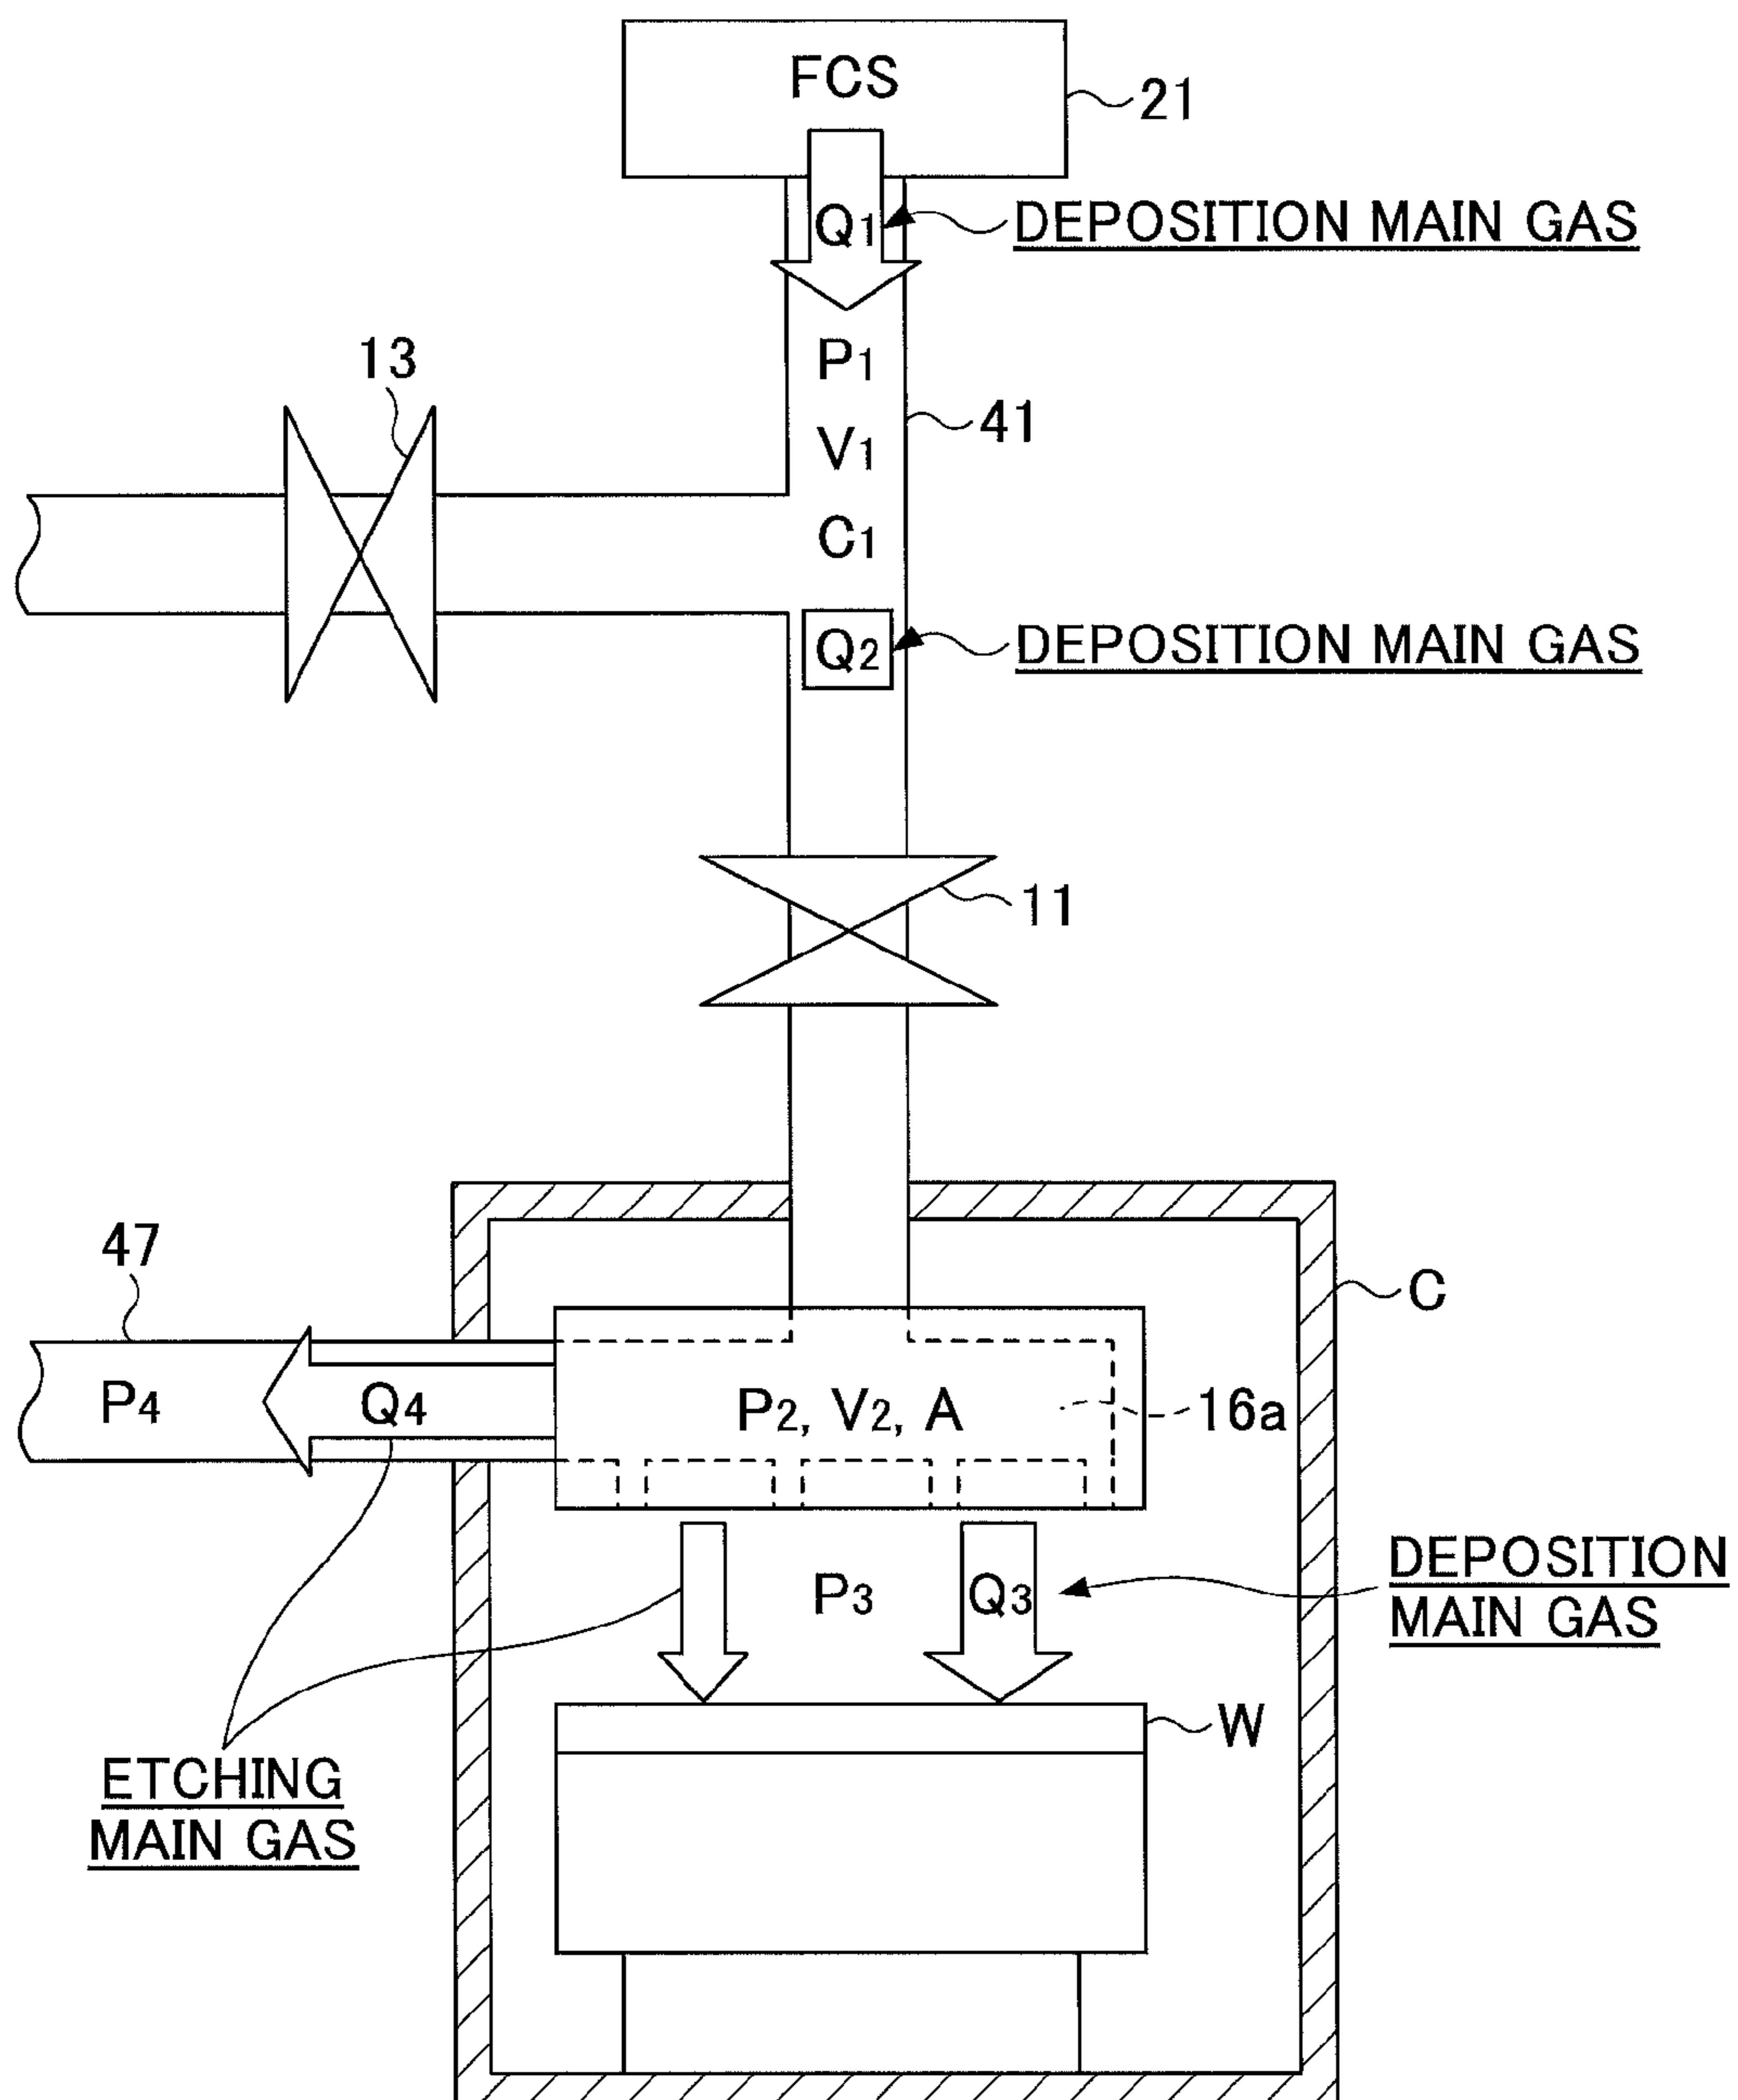 FCS
21
Q1
DEPOSITION MAIN GAS
P1
13
V1
41
C1
Q2
DEPOSITION MAIN GAS
11
47
C
P4
Q4
P2, V2, A
16a
P3
Q3
DEPOSITION
MAIN GAS
W
ETCHING
MAIN GAS